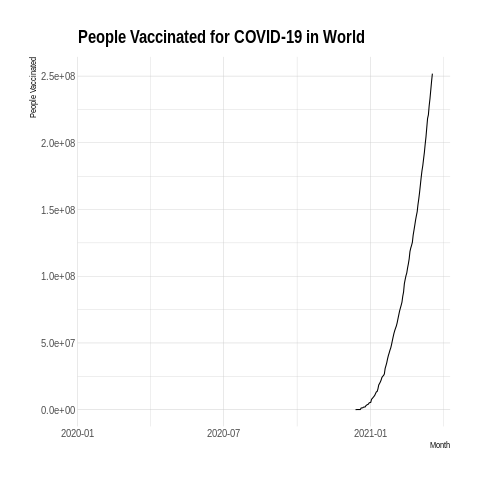 People Vaccinated for COVID-19 in World
People Vaccinated
2.5e+08
2.0e+08
1.5e+08
1.0e+08
5.0e+07
0.0e+00
2020-01 2020-07 2021-01
Month